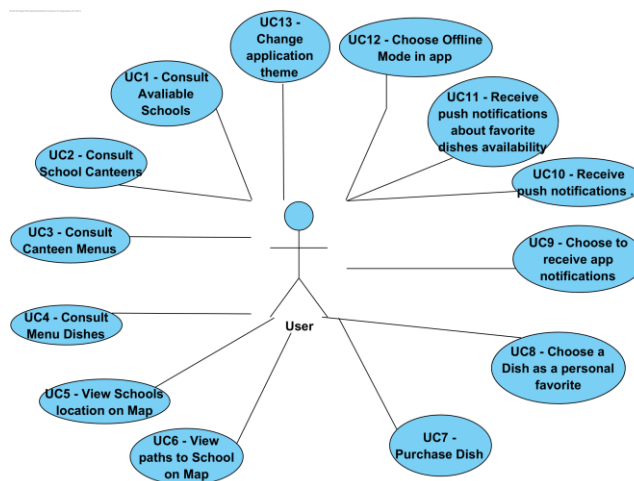 UC13 -
Change
application
theme
UC12 - Choose Offline
Mode in app
UC1 - Consult
Avaliable
Schools
UC11 - Receive
push notifications
about favorite
dishes availability
UC2 - Consult
School Canteens
UC10 - Receive
push notifications .
UC3 - Consult
Canteen Menus
UC9 - Choose to
receive app
notifications
UC4 - Consult
Menu Dishes
User
UC8 - Choose a
Dish as a personal
favorite
UC5 - View Schools
location on Map
UC6 - View
paths to School
on Map
UC7 -
Purchase Dish